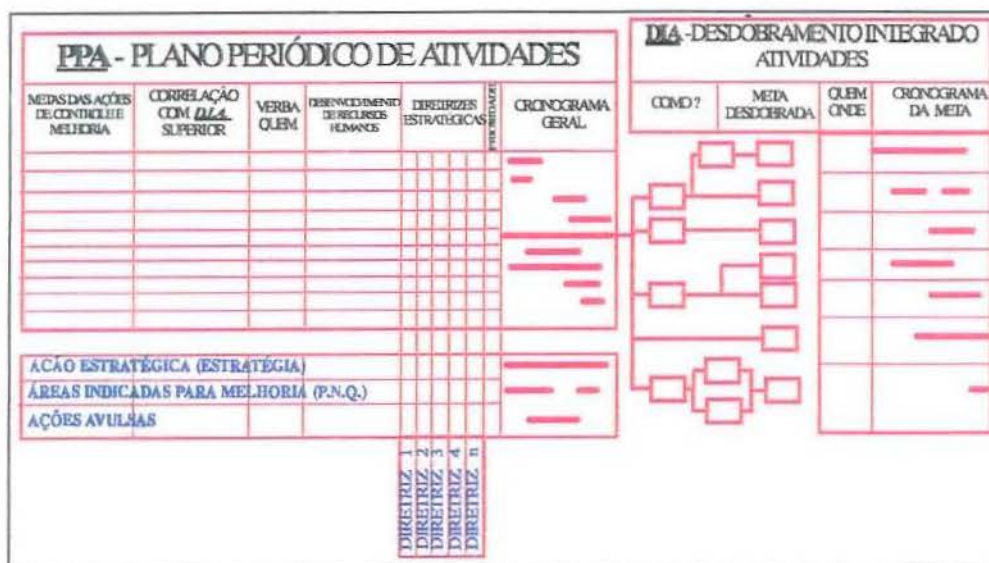 PPA - PLANO PERIÓDICO DE ATIVIDADES
METAS DAS AÇÕES
DE CONTROLE E
MELHORIA
CORRELAÇÃO
COM D.I.A.
SUPERIOR
VERBA
QUEM
DESENVOLVIMENTO
DE RECURSOS
HUMANOS
DIRETRIZES
ESTRATÉGICAS
PRIORIDADE
CRONOGRAMA
GERAL
DIA -DESDOBRAMENTO INTEGRADO
ATIVIDADES
COMO ?
META
DESDOBRADA
QUEM
ONDE
CRONOGRAMA
DA META
ACÃO ESTRATÉGICA (ESTRATÉGIA)
ÁREAS INDICADAS PARA MELHORIA (P.N.Q.)
AÇÕES AVULSAS
DIRETRIZ 1
DIRETRIZ 2
DIRETRIZ 3
DIRETRIZ 4
DIRETRIZ n